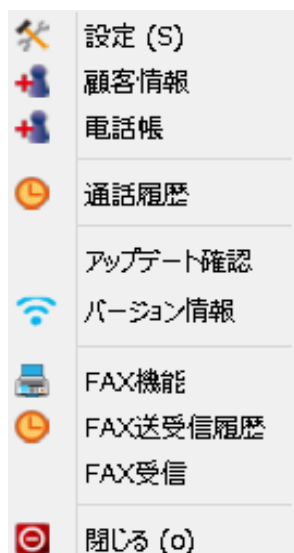 設定 (S)
顧客情報
電話帳
通話履歴
アップデート確認
バージョン情報
FAX機能
FAX送受信履歴
FAX受信
閉じる (o)